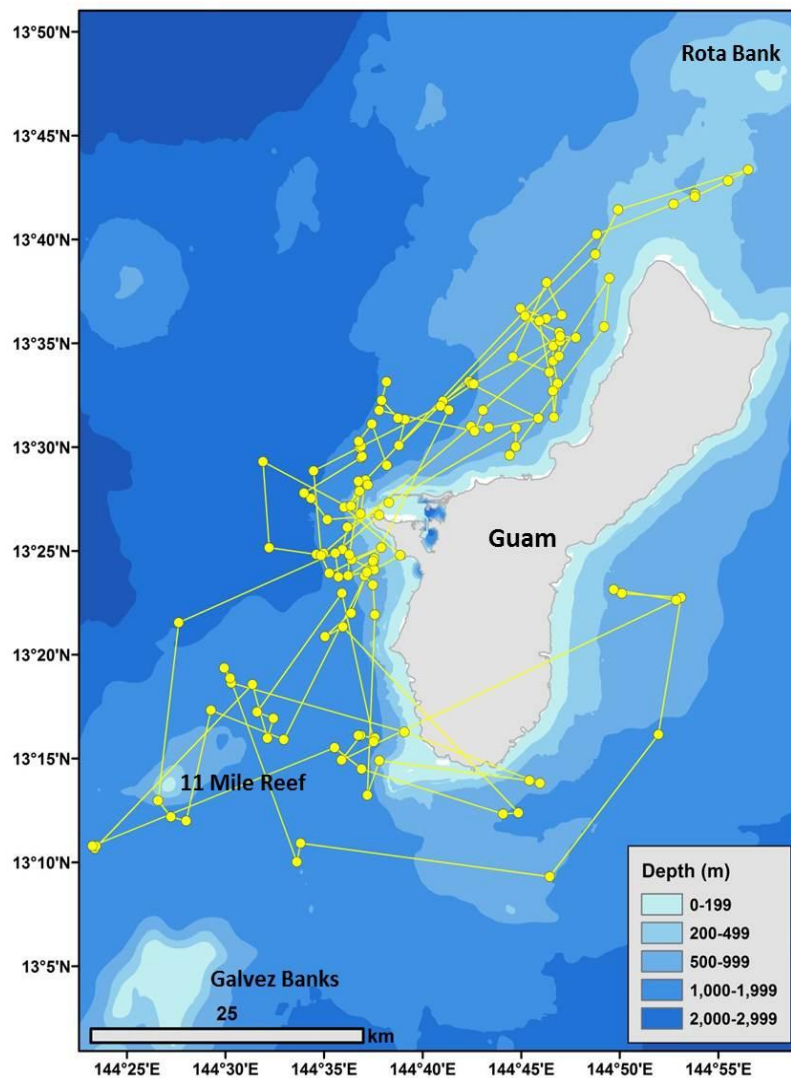 13°50'N
Rota Bank
13°45'N
13°40'N
13°35'N
13°30'N
Guam
13°25'N
13°20'N
13°15'N
11 Mile Reef
13°10'N
Depth (m)
0-199
200-499
500-999
1,000-1,999
2,000-2,999
13°5'N
Galvez Banks
25
km
144°25'E 144°30'E 144°35'E 144°40'E 144°45'E 144°50'E 144°55'E